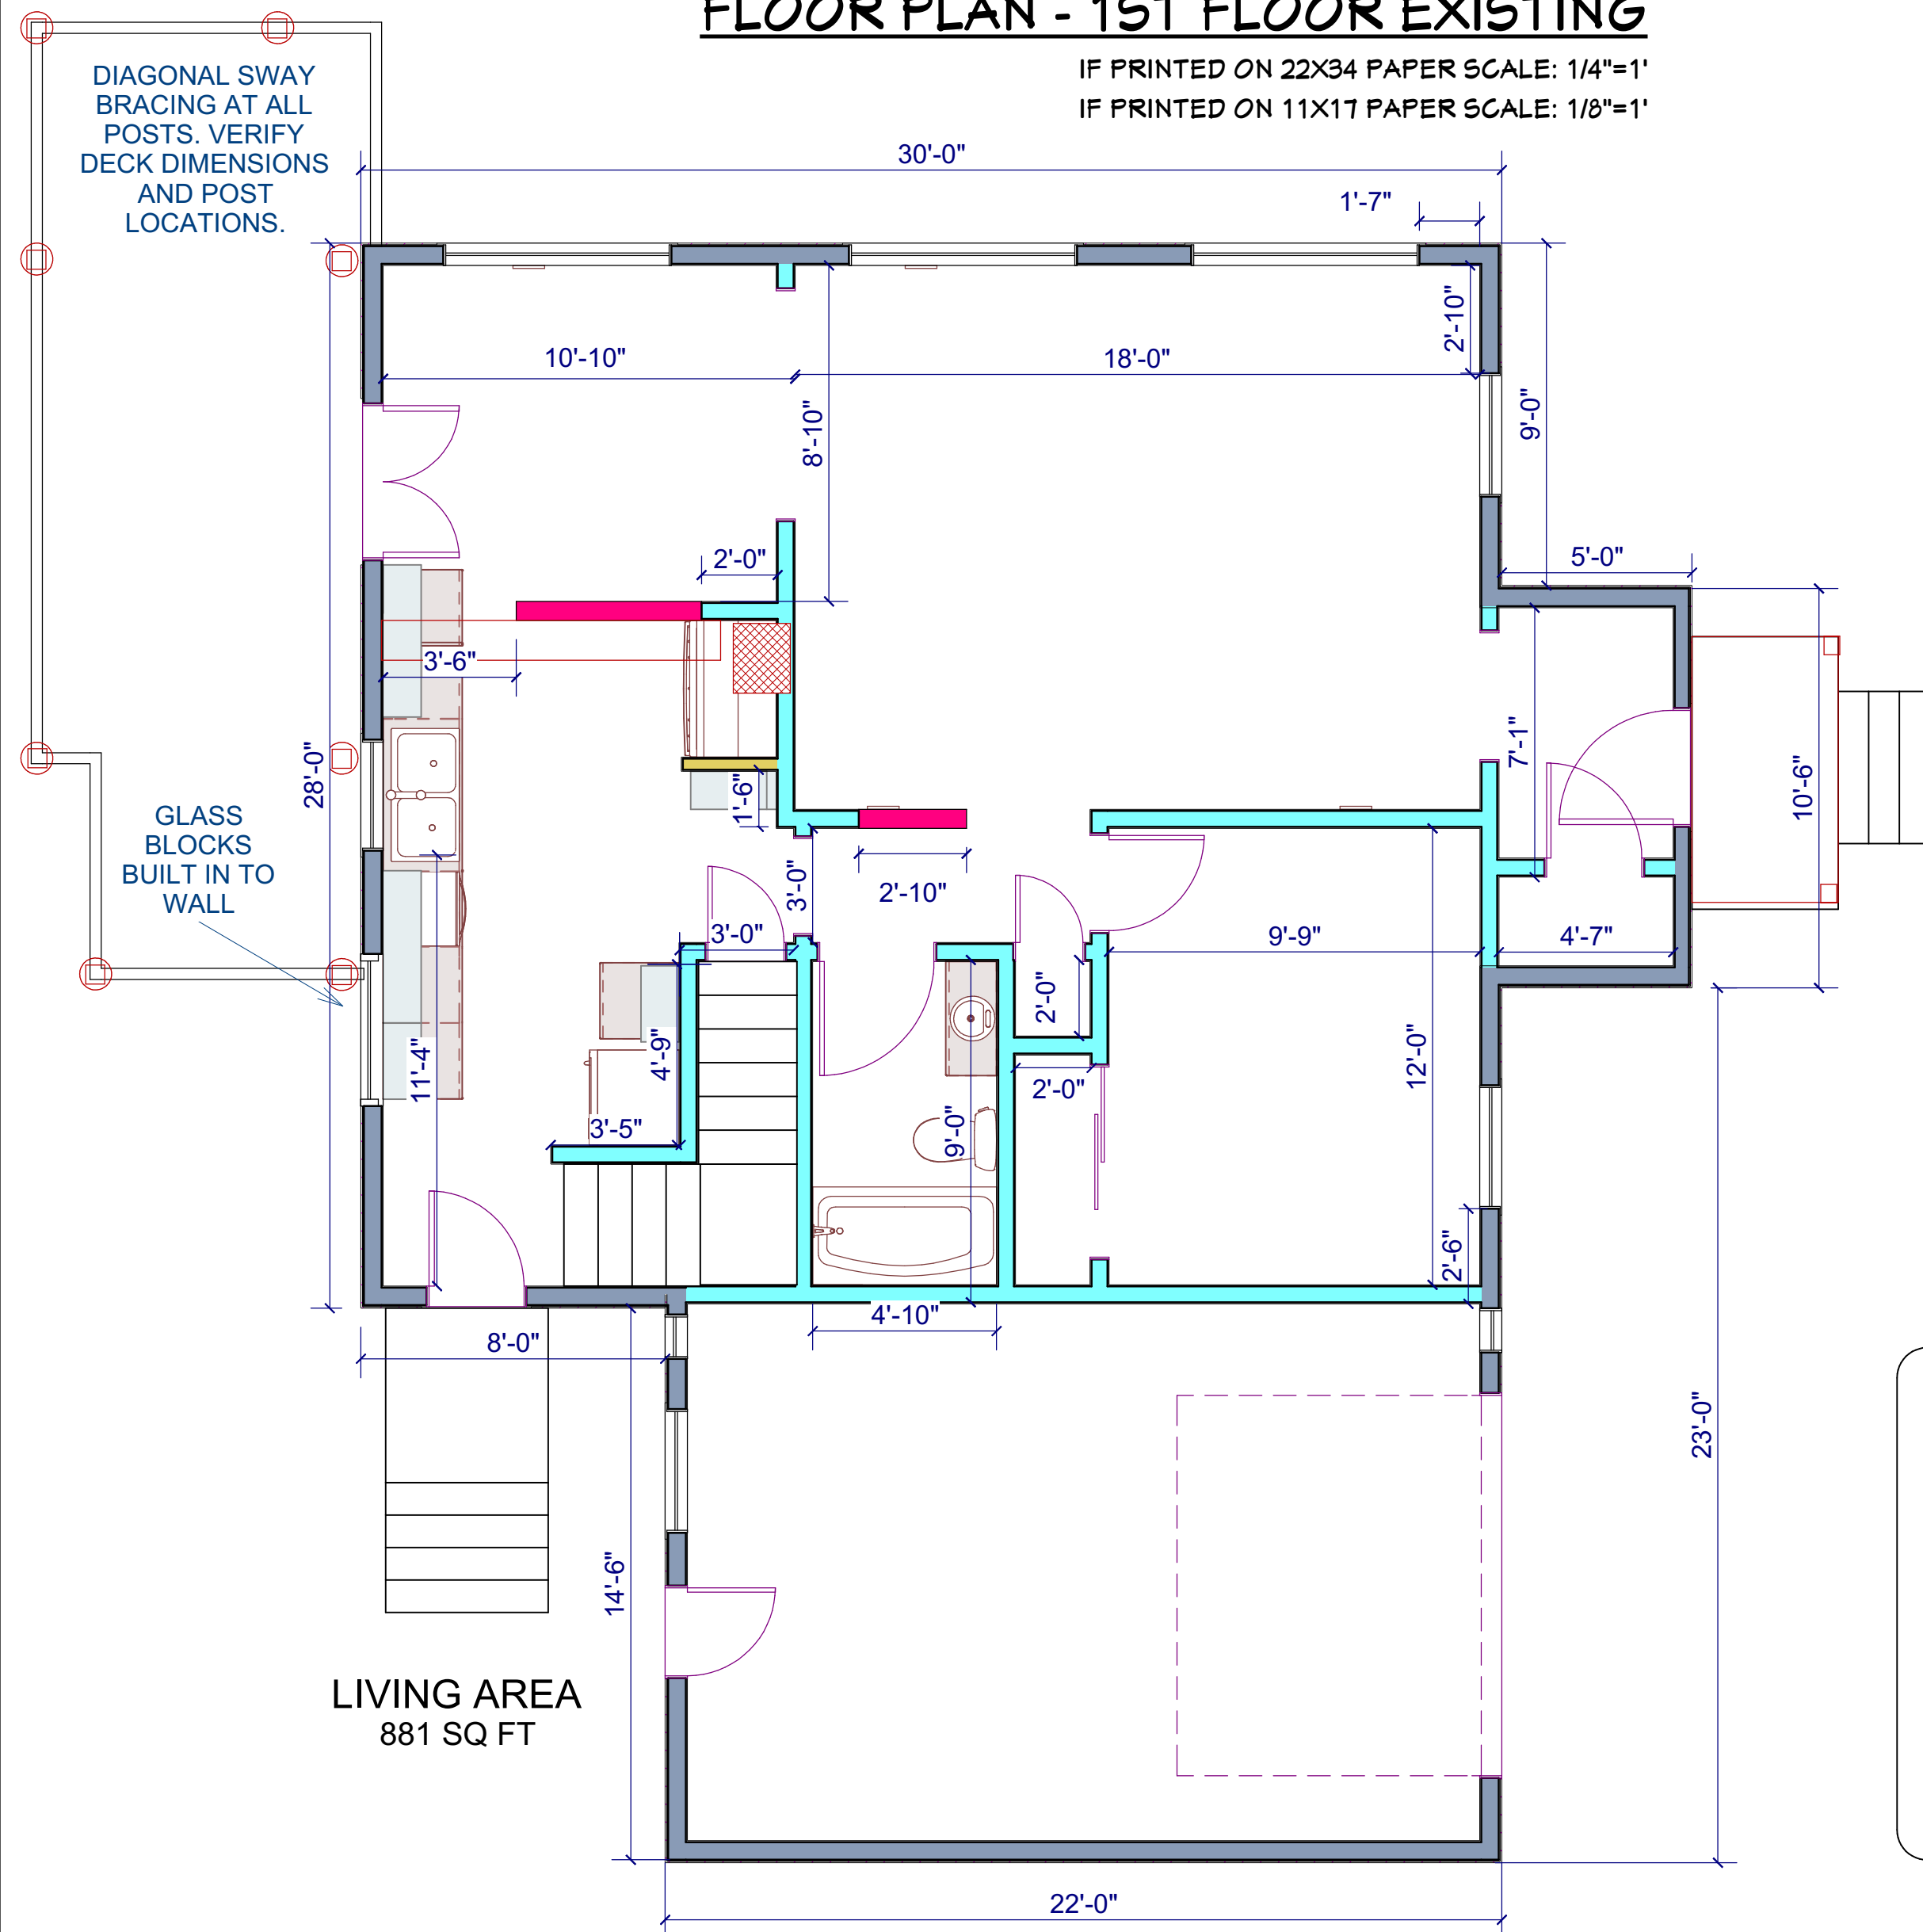 FLOOR PLAN - 1ST FLOOR EXISTING
IF PRINTED ON 22X34 PAPER SCALE: 1/4"=1'
IF PRINTED ON 11X17 PAPER SCALE: 1/8"=1'
DIAGONAL SWAY
BRACING AT ALL
POSTS. VERIFY
DECK DIMENSIONS
AND POST
LOCATIONS.
30'-0"
1'-7"
2'-10"
10'-10"
18'-0"
8'-10"
9'-0"
2'-0"
5'-0"
3'-6"
28'-0"
1'-6"
7'-1"
10'-6"
GLASS
BLOCKS
BUILT IN TO
WALL
2'-10"
3'-0"
3'-0"
9'-9"
4'-7"
2'-0"
11'-4"
4'-9"
12'-0"
2'-0"
3'-5"
9'-0"
2'-6"
4'-10"
8'-0"
23'-0"
14'-6"
LIVING AREA
881 SQ FT
22'-0"